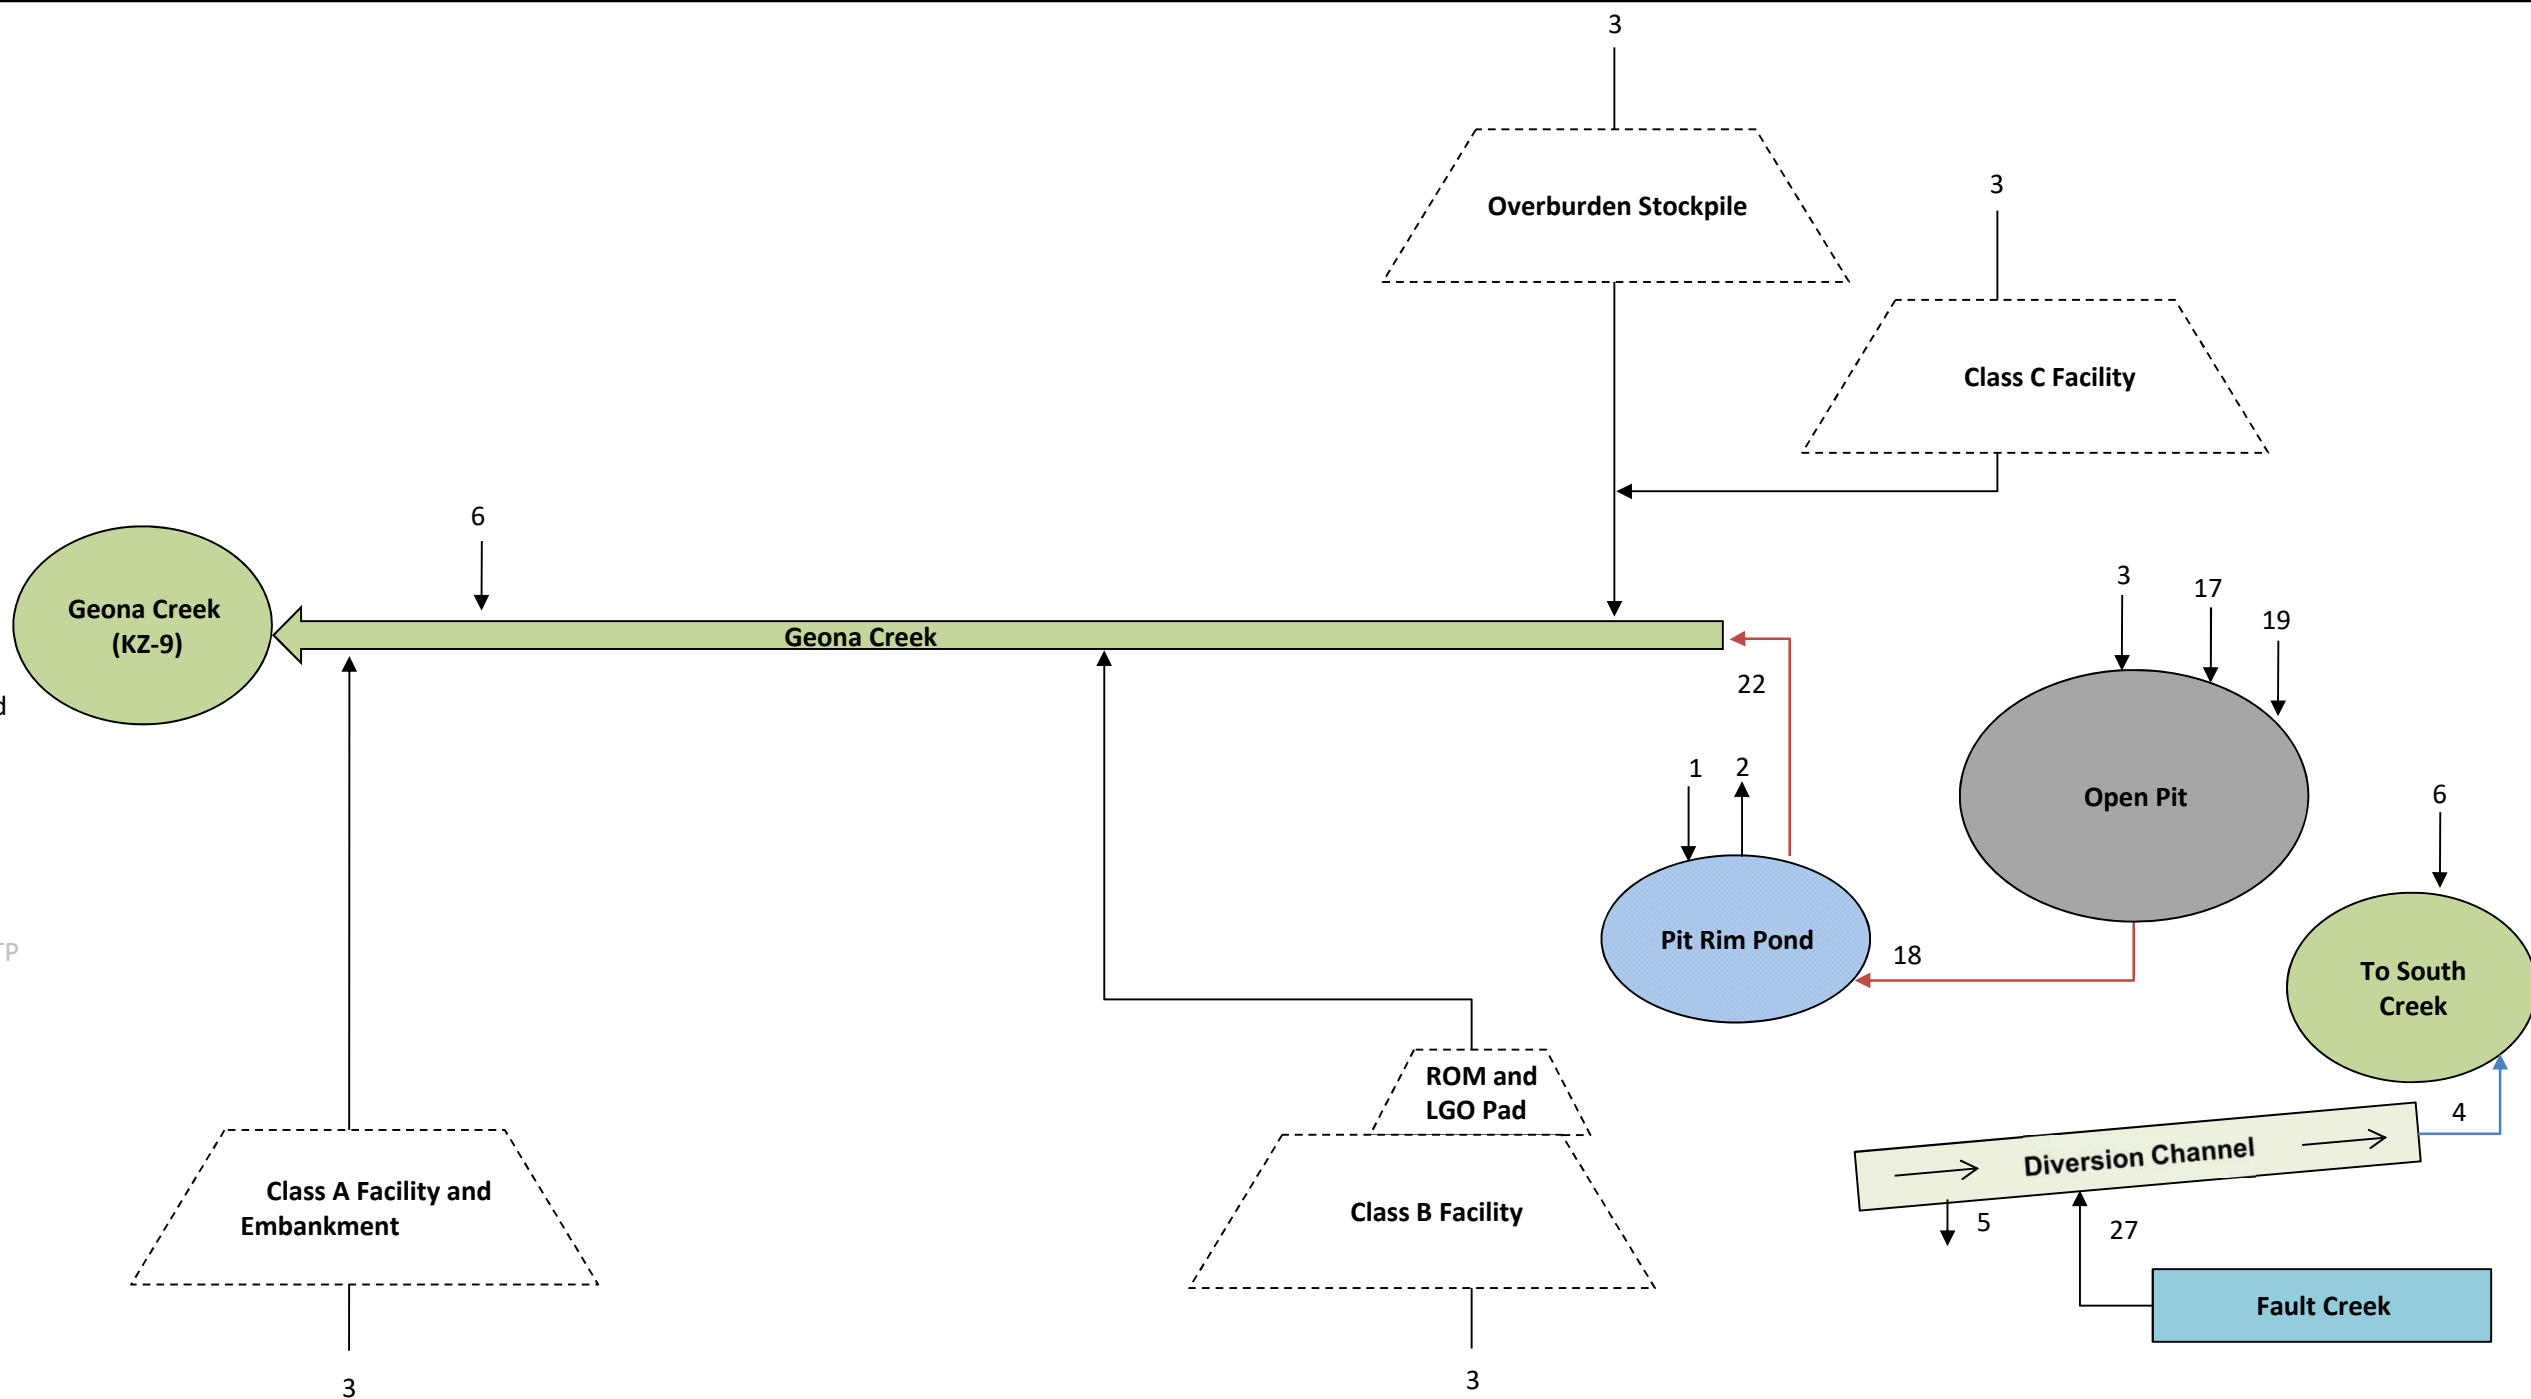 3
Overburden Stockpile
3
Class C Facility
6
Geona Creek
(KZ-9)
Geona Creek
3
17
19
22
d
1
2
Open Pit
6
Pit Rim Pond
18
TP
To South
Creek
ROM and
LGO Pad
4
Diversion Channel
Class A Facility and
Embankment
Class B Facility
5
27
Fault Creek
3
3